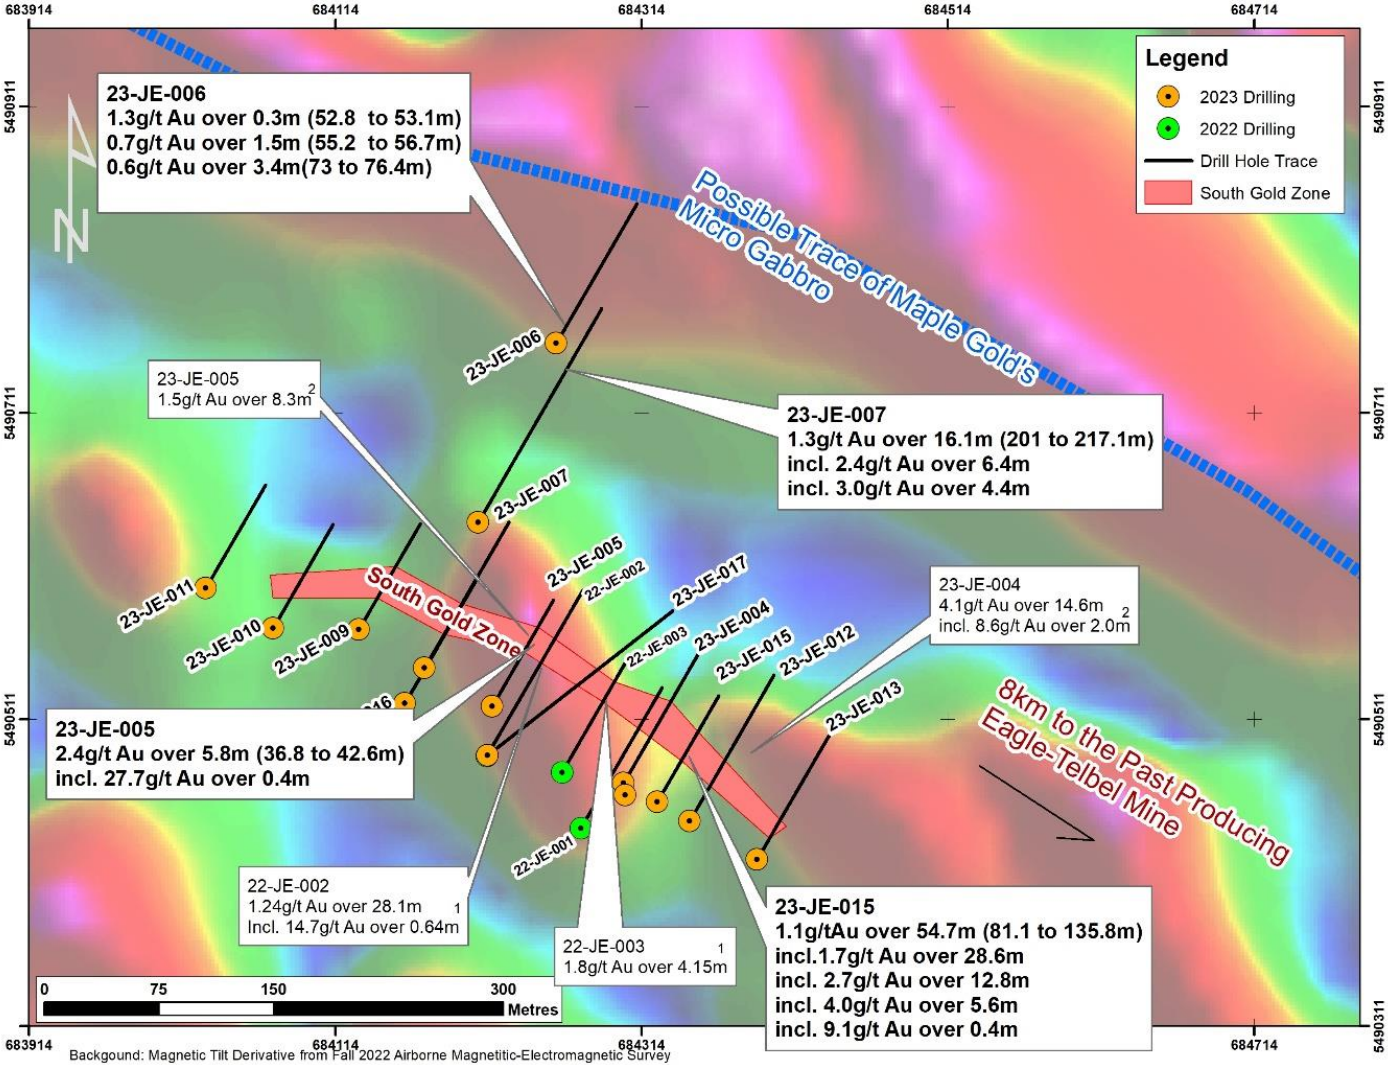 683914
684114
684314
684514
684714
5490911
5490911
Legend
2023 Drilling
2022 Drilling
Drill Hole Trace
South Gold Zone
23-JE-006
1.3g/t Au over 0.3m (52.8 to 53.1m)
0.7g/t Au over 1.5m (55.2 to 56.7m)
0.6g/t Au over 3.4m(73 to 76.4m)
N
Possible Trace of Maple Gold's
Micro Gabbro
23-JE-006
23-JE-005
1.5g/t Au over 8.3m 2
5490711
5490711
23-JE-007
1.3g/t Au over 16.1m (201 to 217.1m)
incl. 2.4g/t Au over 6.4m
incl. 3.0g/t Au over 4.4m
23-JE-007
23-JE-005
22-JE-002
23-JE-017
23-JE-011
23-JE-010
23-JE-009
South Gold Zone
22-JE-003
23-JE-004
23-JE-015
23-JE-012
23-JE-013
23-JE-004
4.1g/t Au over 14.6m
incl. 8.6g/t Au over 2.0m 2
16
5490511
5490511
23-JE-005
2.4g/t Au over 5.8m (36.8 to 42.6m)
incl. 27.7g/t Au over 0.4m
8km to the Past Producing
Eagle-Telbel Mine
22-JE-001
22-JE-002
1.24g/t Au over 28.1m 1
Incl. 14.7g/t Au over 0.64m
22-JE-003 1
1.8g/t Au over 4.15m
23-JE-015
1.1g/tAu over 54.7m (81.1 to 135.8m)
incl.1.7g/t Au over 28.6m
incl. 2.7g/t Au over 12.8m
incl. 4.0g/t Au over 5.6m
incl. 9.1g/t Au over 0.4m
0 75 150 300
Metres
5490311
683914
684114
684314
684714
Backgound: Magnetic Tilt Derivative from Fall 2022 Airborne Magnetitic-Electromagnetic Survey